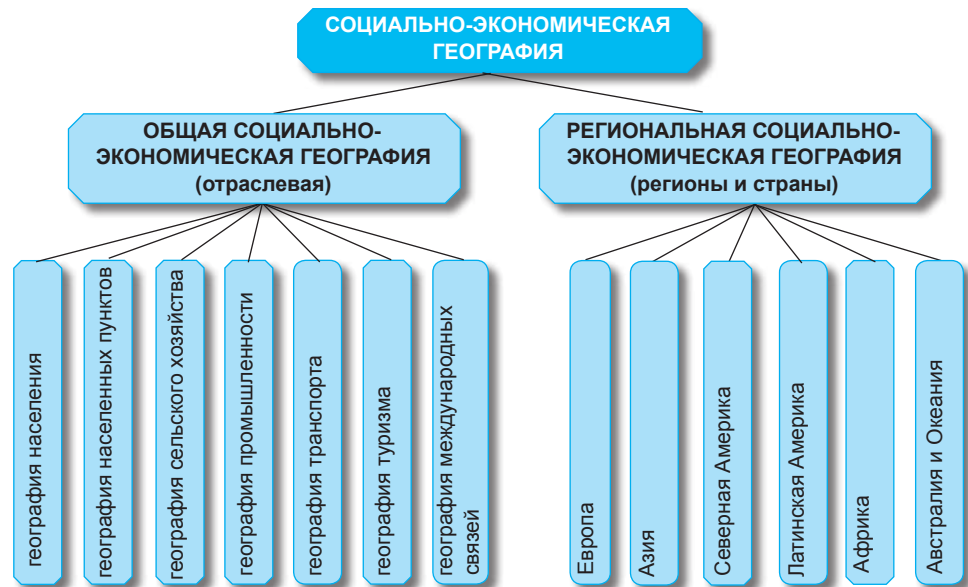 СОЦИАЛЬНО-ЭКОНОМИЧЕСКАЯ
ГЕОГРАФИЯ
ОБЩАЯ СОЦИАЛЬНО-
ЭКОНОМИЧЕСКАЯ ГЕОГРАФИЯ
(отраслевая)
РЕГИОНАЛЬНАЯ СОЦИАЛЬНО-
ЭКОНОМИЧЕСКАЯ ГЕОГРАФИЯ
(регионы и страны)
география населения
география населенных пунктов
география сельского хозяйства
география промышленности
география транспорта
география туризма
география международных
связей
Европа
Азия
Северная Америка
Латинская Америка
Африка
Австралия и Океания